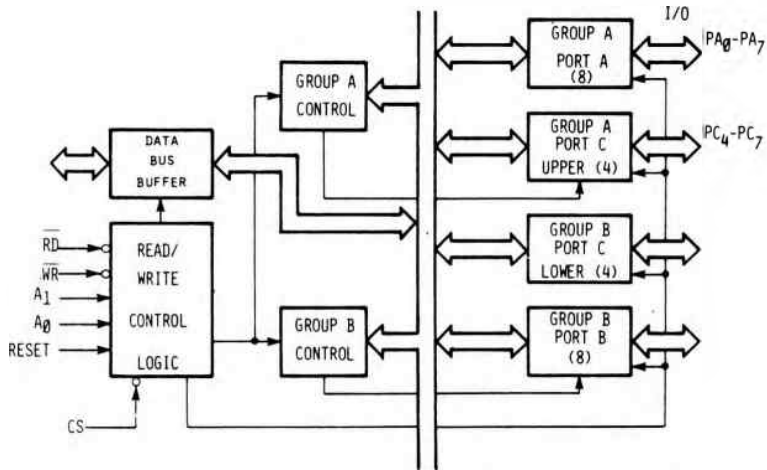 I/O
GROUP A
PORT A
(8)
PA0-PA7
GROUP A
CONTROL
GROUP A
PORT C
UPPER (4)
PC4-PC7
DATA
BUS
BUFFER
RD
WR
A1
A0
RESET
CS
READ/
WRITE
CONTROL
LOGIC
GROUP B
PORT C
LOWER (4)
GROUP B
CONTROL
GROUP B
PORT B
(8)